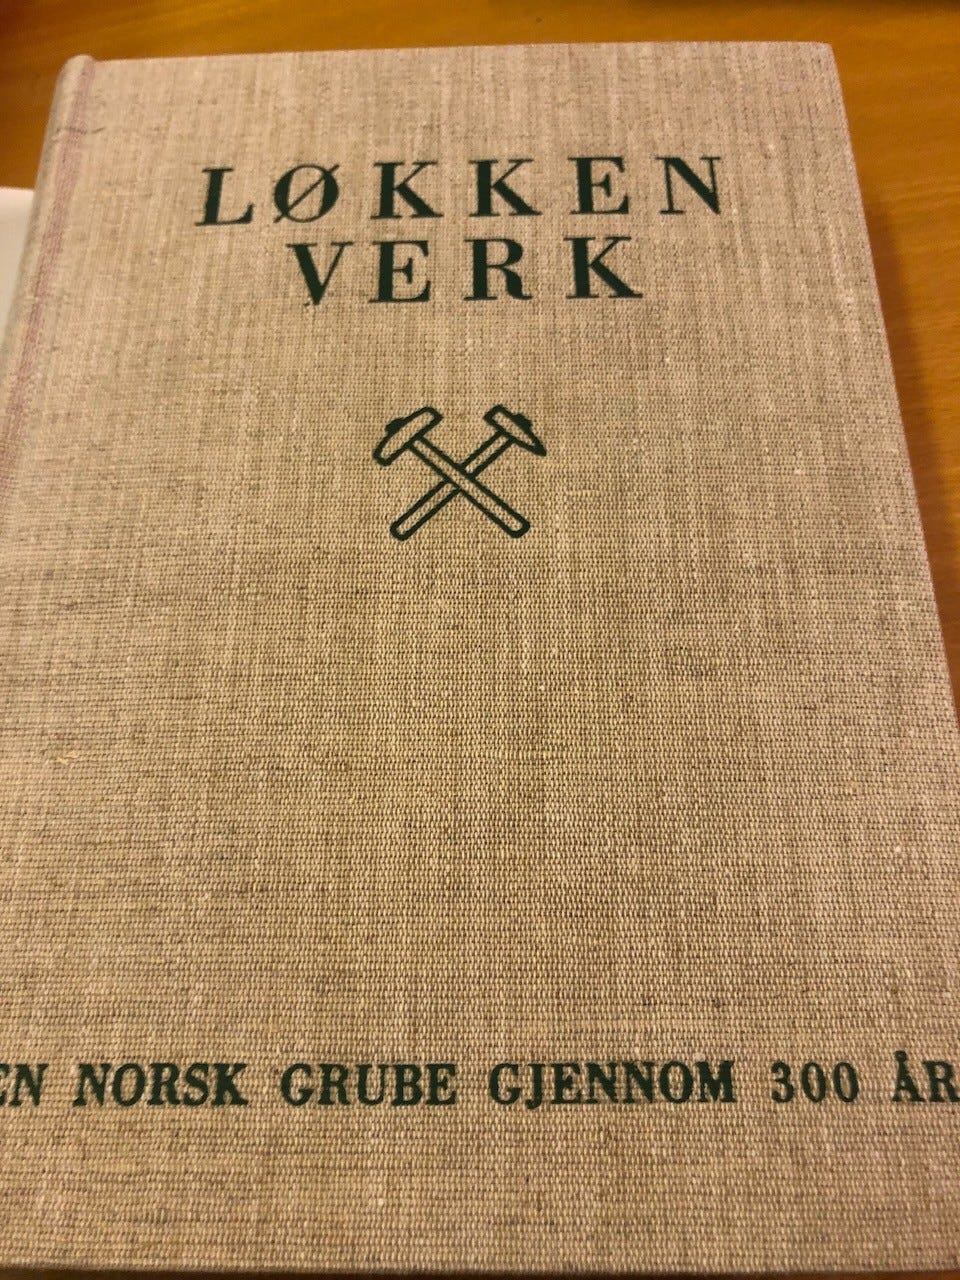 LØKKEN
VERK
EN NORSK GRUBE GJENNOM 300 ÅR